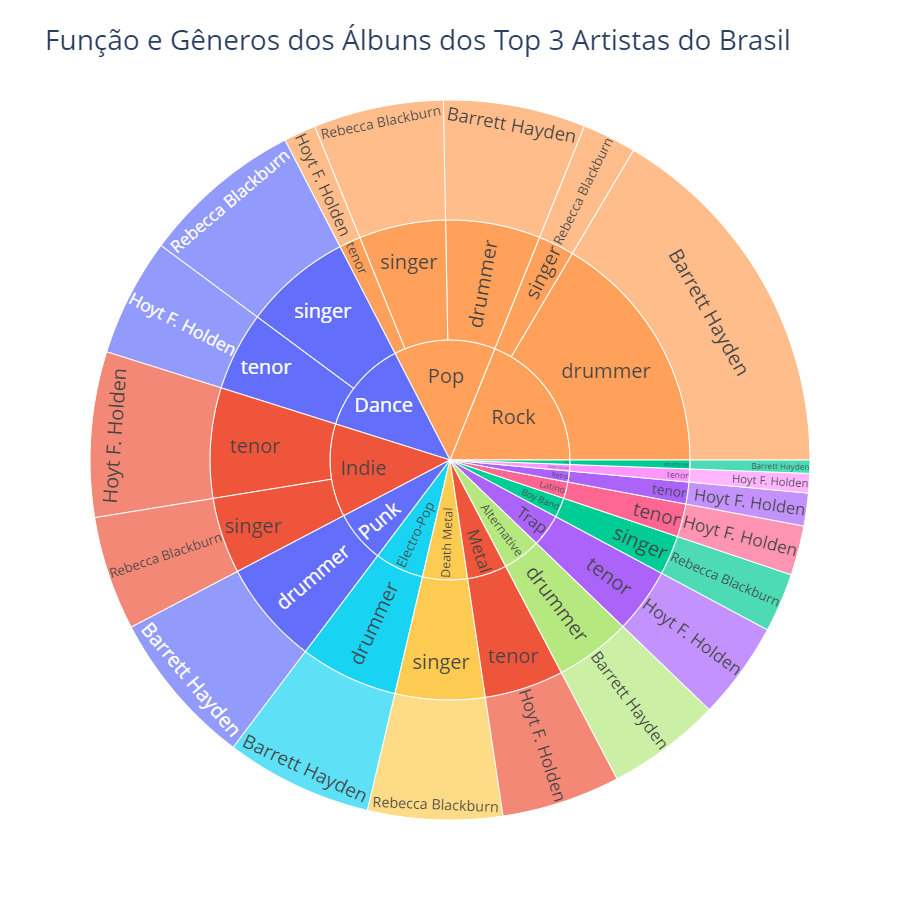 Função e Gêneros dos Álbuns dos Top 3 Artistas do Brasil
Rock
drummer
Barrett Hayden
singer
Rebecca Blackburn
Pop
drummer
Barrett Hayden
singer
Rebecca Blackburn
tenor
Hoyt F. Holden
Dance
singer
Rebecca Blackburn
tenor
Hoyt F. Holden
Indie
tenor
Hoyt F. Holden
singer
Rebecca Blackburn
Punk
drummer
Barrett Hayden
Electro-Pop
drummer
Barrett Hayden
Death Metal
singer
Rebecca Blackburn
Metal
tenor
Hoyt F. Holden
Alternative
drummer
Barrett Hayden
Trap
tenor
Hoyt F. Holden
Boy Band
singer
Rebecca Blackburn
Latino
tenor
Hoyt F. Holden
tenor
Hoyt F. Holden
tenor
Hoyt F. Holden
Barrett Hayden